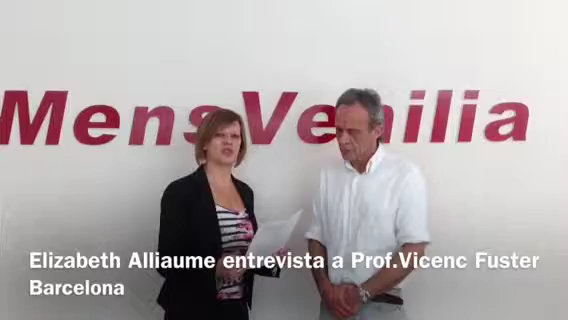 MensVenilia
Elizabeth Alliaume entrevista a Prof.Vicenc Fuster
Barcelona